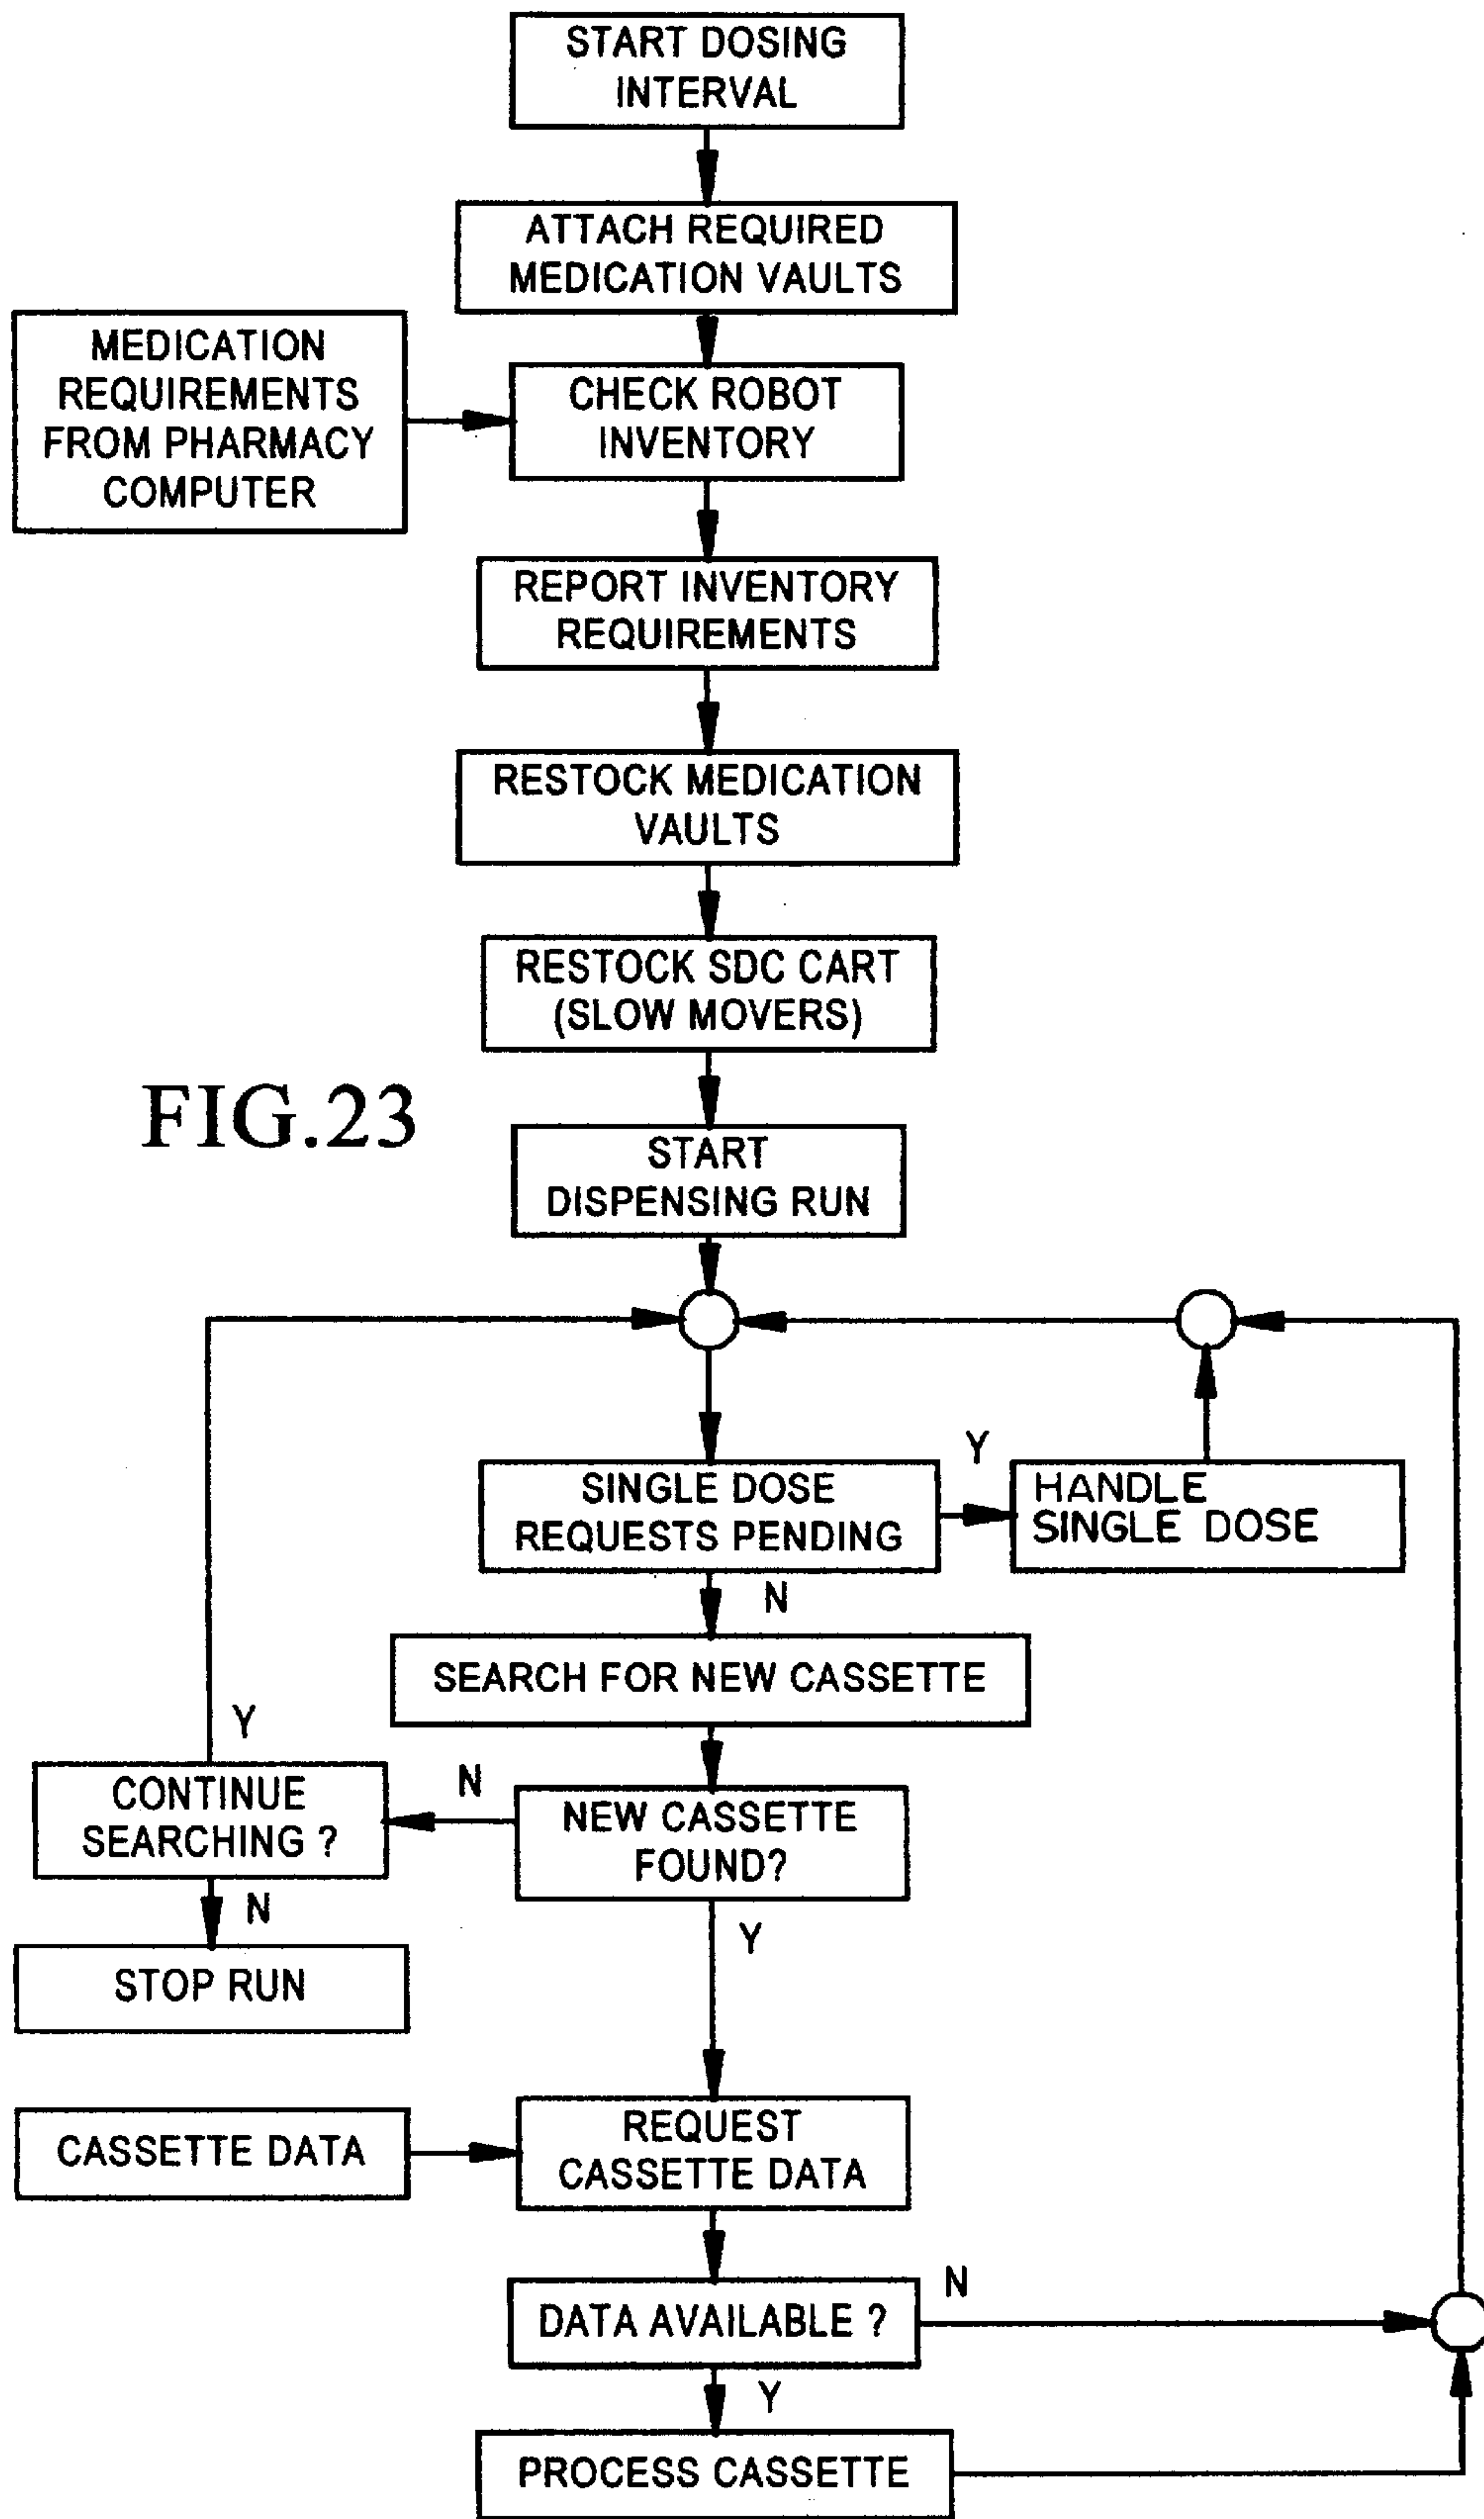 START DOSING
INTERVAL
ATTACH REQUIRED
MEDICATION VAULTS
MEDICATION
REQUIREMENTS
FROM PHARMACY
COMPUTER
CHECK ROBOT
INVENTORY
REPORT INVENTORY
REQUIREMENTS
RESTOCK MEDICATION
VAULTS
RESTOCK SDC CART
(SLOW MOVERS)
FIG.23
START
DISPENSING RUN
SINGLE DOSE
REQUESTS PENDING
Y
HANDLE
SINGLE DOSE
N
SEARCH FOR NEW CASSETTE
Y
CONTINUE
SEARCHING ?
N
NEW CASSETTE
FOUND?
N
Y
STOP RUN
CASSETTE DATA
REQUEST
CASSETTE DATA
DATA AVAILABLE ?
N
Y
PROCESS CASSETTE